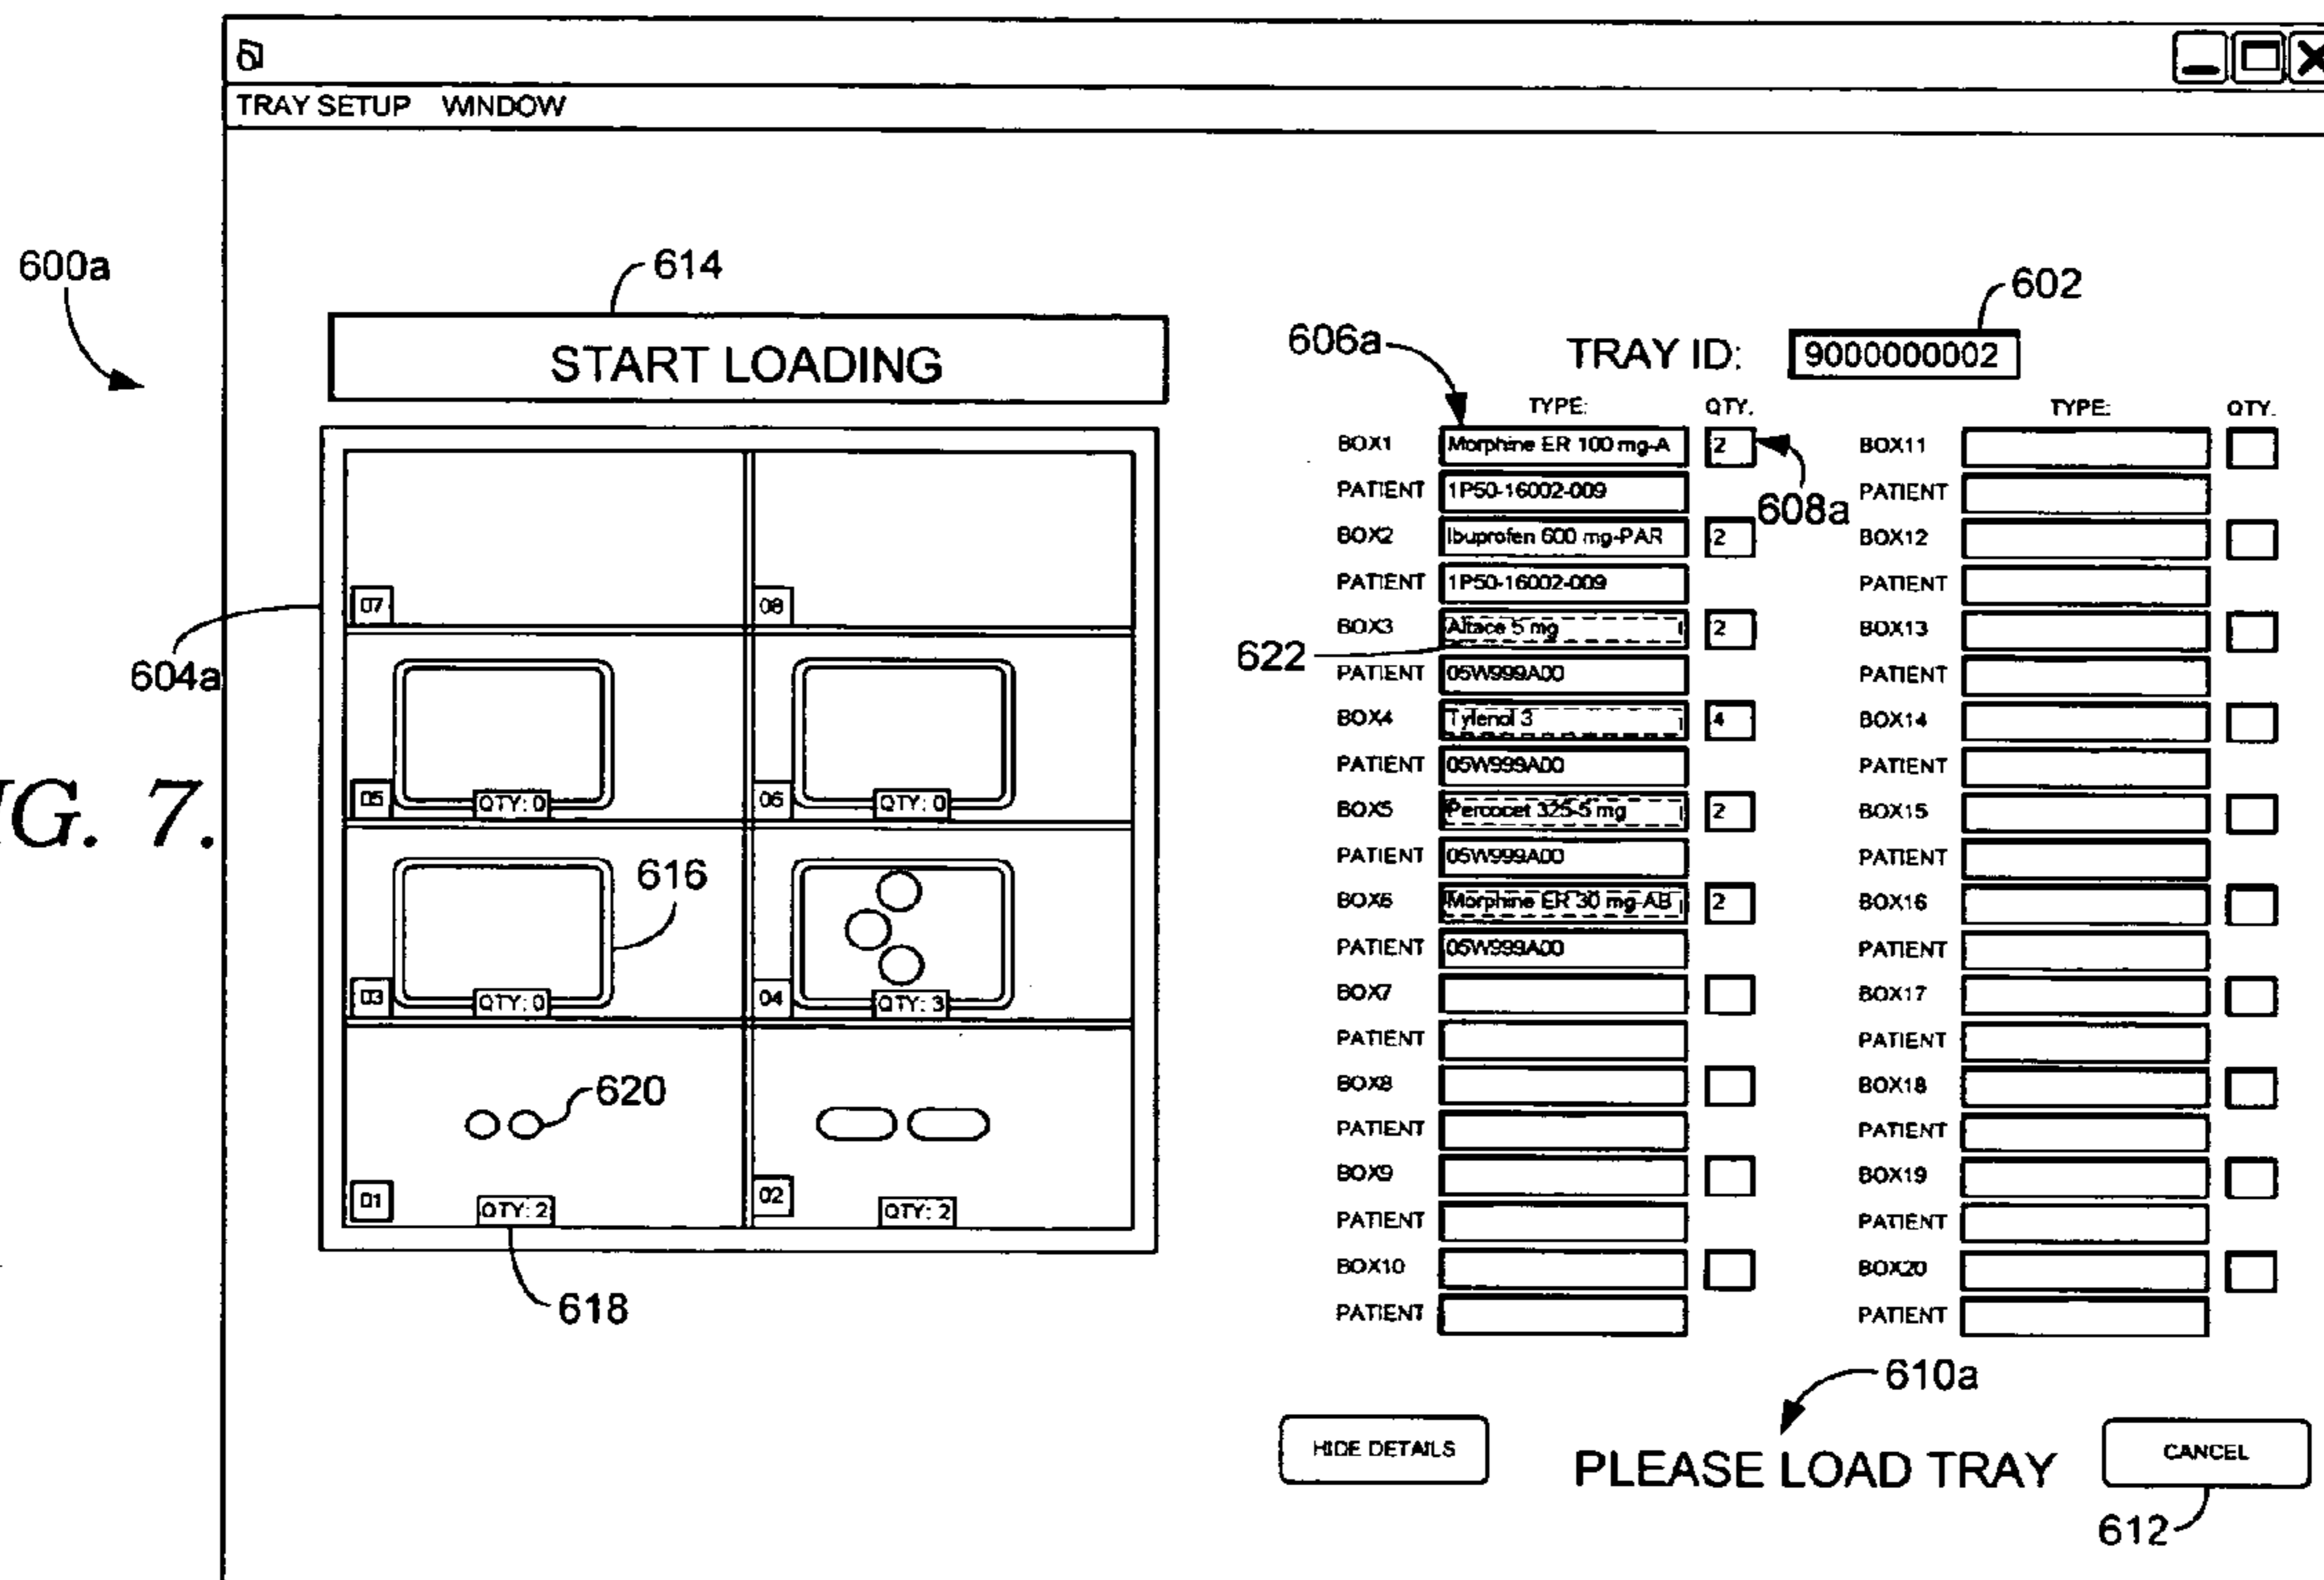 TRAY SETUP WINDOW
600a
614
START LOADING
604a
07
08
05
QTY: 0
06
QTY: 0
616
03
QTY: 0
04
QTY: 3
620
01
QTY: 2
02
QTY: 2
618
G. 7.
602
606a
TRAY ID: 9000000002
TYPE: QTY. TYPE: QTY.
BOX1 Morphine ER 100 mg-A 2 BOX11
608a
PATIENT 1P50-16002-009 PATIENT
BOX2 Ibuprofen 600 mg-PAR 2 BOX12
PATIENT 1P50-16002-009 PATIENT
BOX3 Altace 5 mg 2 BOX13
622
PATIENT 05W999A00 PATIENT
BOX4 Tylenol 3 4 BOX14
PATIENT 05W999A00 PATIENT
BOX5 Percocet 325-5 mg 2 BOX15
PATIENT 05W999A00 PATIENT
BOX6 Morphine ER 30 mg-AB 2 BOX16
PATIENT 05W999A00 PATIENT
BOX7 BOX17
PATIENT PATIENT
BOX8 BOX18
PATIENT PATIENT
BOX9 BOX19
PATIENT PATIENT
BOX10 BOX20
PATIENT PATIENT
610a
HIDE DETAILS PLEASE LOAD TRAY CANCEL
612